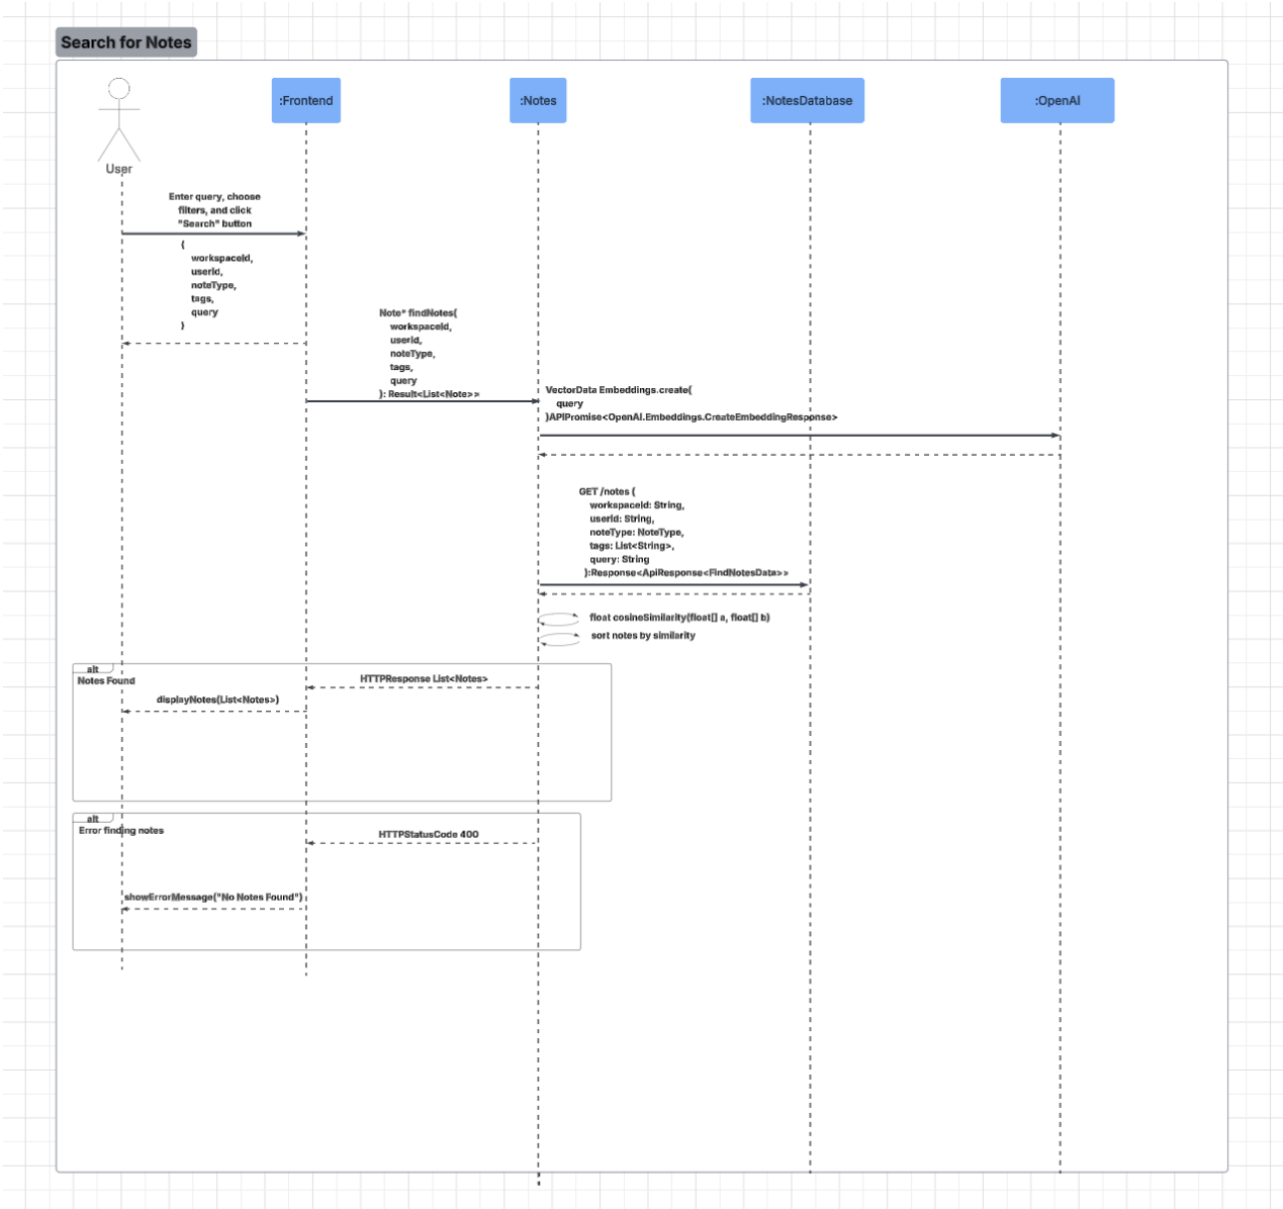 Search for Notes
:Frontend
:Notes
:NotesDatabase
:OpenAI
User
Enter query, choose
filters, and click
"Search" button
{
workspaceId,
userId,
noteType,
tags,
query
}
Note* findNotes(
workspaceId,
userId,
noteType,
tags,
query
): Result<List<Note>>
VectorData Embeddings.create(
query
)APIPromise<OpenAI.Embeddings.CreateEmbeddingResponse>
GET /notes (
workspaceId: String,
userId: String,
noteType: NoteType,
tags: List<String>,
query: String
):Response<ApiResponse<FindNotesData>>
float cosineSimilarity(float[] a, float[] b)
sort notes by similarity
alt
Notes Found
HTTPResponse List<Notes>
displayNotes(List<Notes>)
alt
Error finding notes
HTTPStatusCode 400
showErrorMessage("No Notes Found")